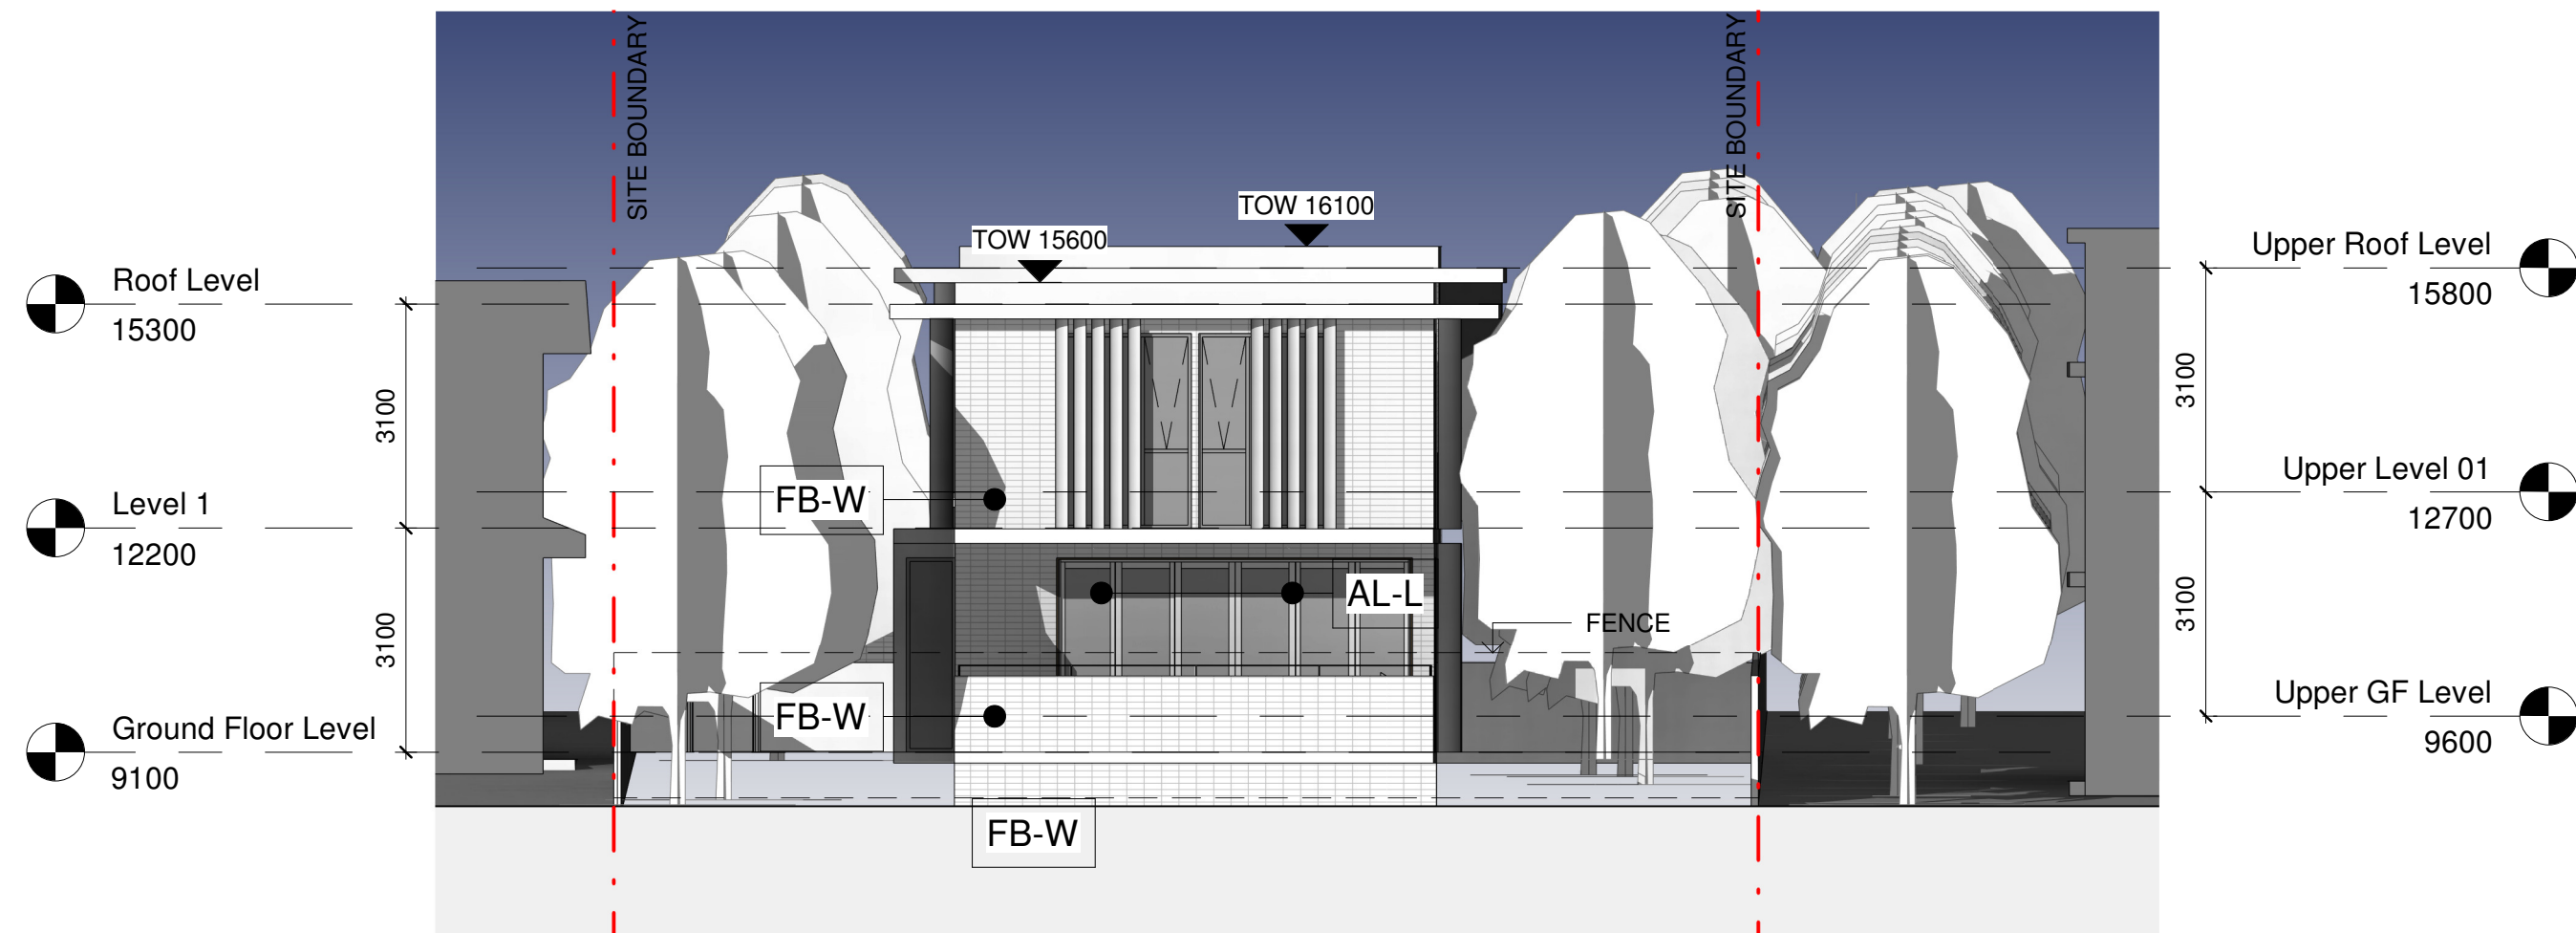 SITE BOUNDARY
SITE BOUNDARY
TOW 16100
TOW 15600
Roof Level
15300
Upper Roof Level
15800
3100
3100
FB-W
Level 1
12200
Upper Level 01
12700
AL-L
FENCE
3100
3100
FB-W
Ground Floor Level
9100
Upper GF Level
9600
FB-W